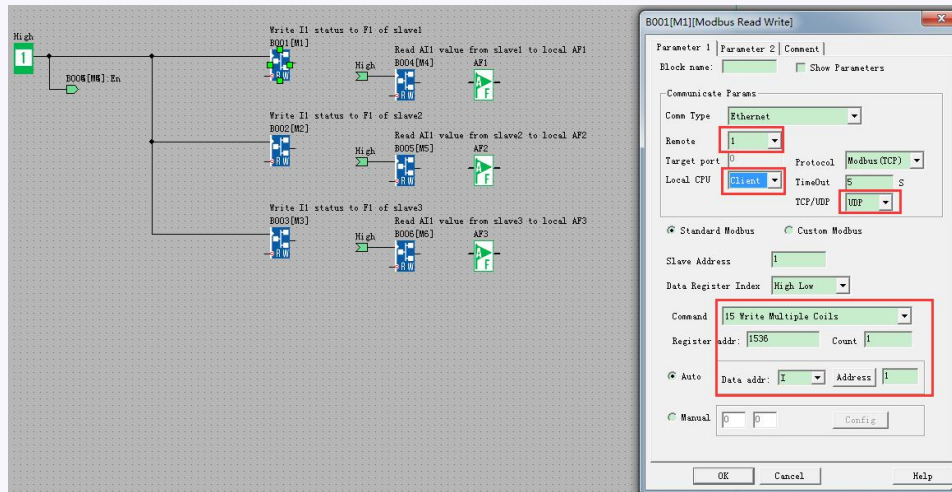 High
1
B006[M6]:En
Write I1 status to F1 of slave1
B001[M1]
R W
Read AI1 value from slave1 to local AF1
High
B004[M4]
AF1
R W
A
F
Write I1 status to F1 of slave2
B002[M2]
R W
Read AI1 value from slave2 to local AF2
High
B005[M5]
AF2
R W
A
F
Write I1 status to F1 of slave3
B003[M3]
R W
Read AI1 value from slave3 to local AF3
High
B006[M6]
AF3
R W
A
F
B001[M1][Modbus Read Write]
Parameter 1 Parameter 2 Comment
Block name: Show Parameters
Communicate Params
Comm Type Ethernet
Remote 1
Target port 0 Protocol Modbus(TCP)
Local CPU Client TimeOut 5 S
TCP/UDP UDP
Standard Modbus Custom Modbus
Slave Address 1
Data Register Index High Low
Command 15 Write Multiple Coils
Register addr: 1536 Count 1
Auto Data addr: I Address 1
Manual 0 0 Config
OK Cancel Help